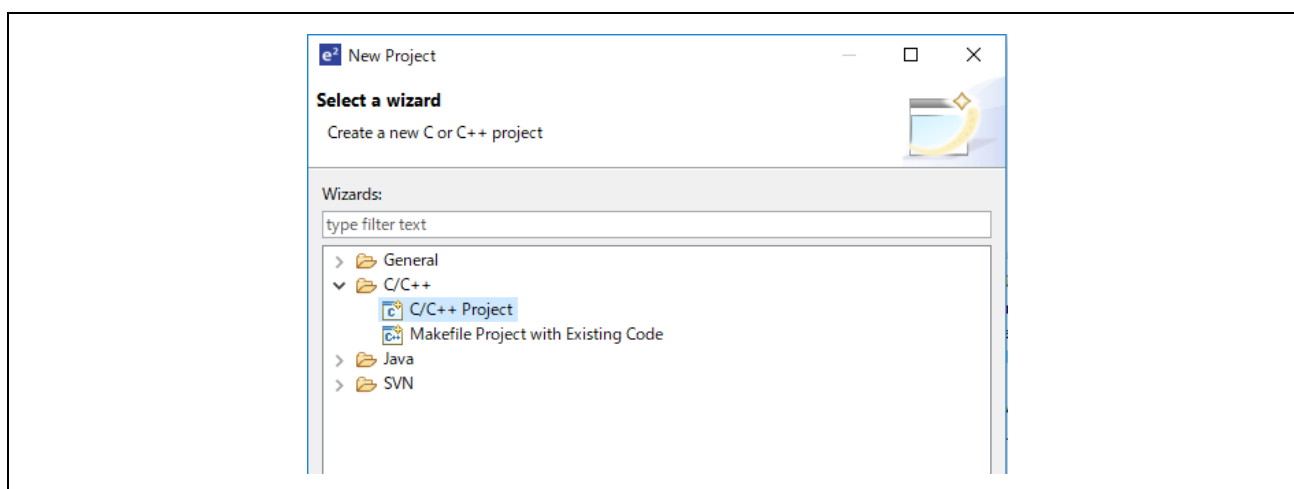 e² New Project
Select a wizard
Create a new C or C++ project
Wizards:
type filter text
General
C/C++
C/C++ Project
Makefile Project with Existing Code
Java
SVN